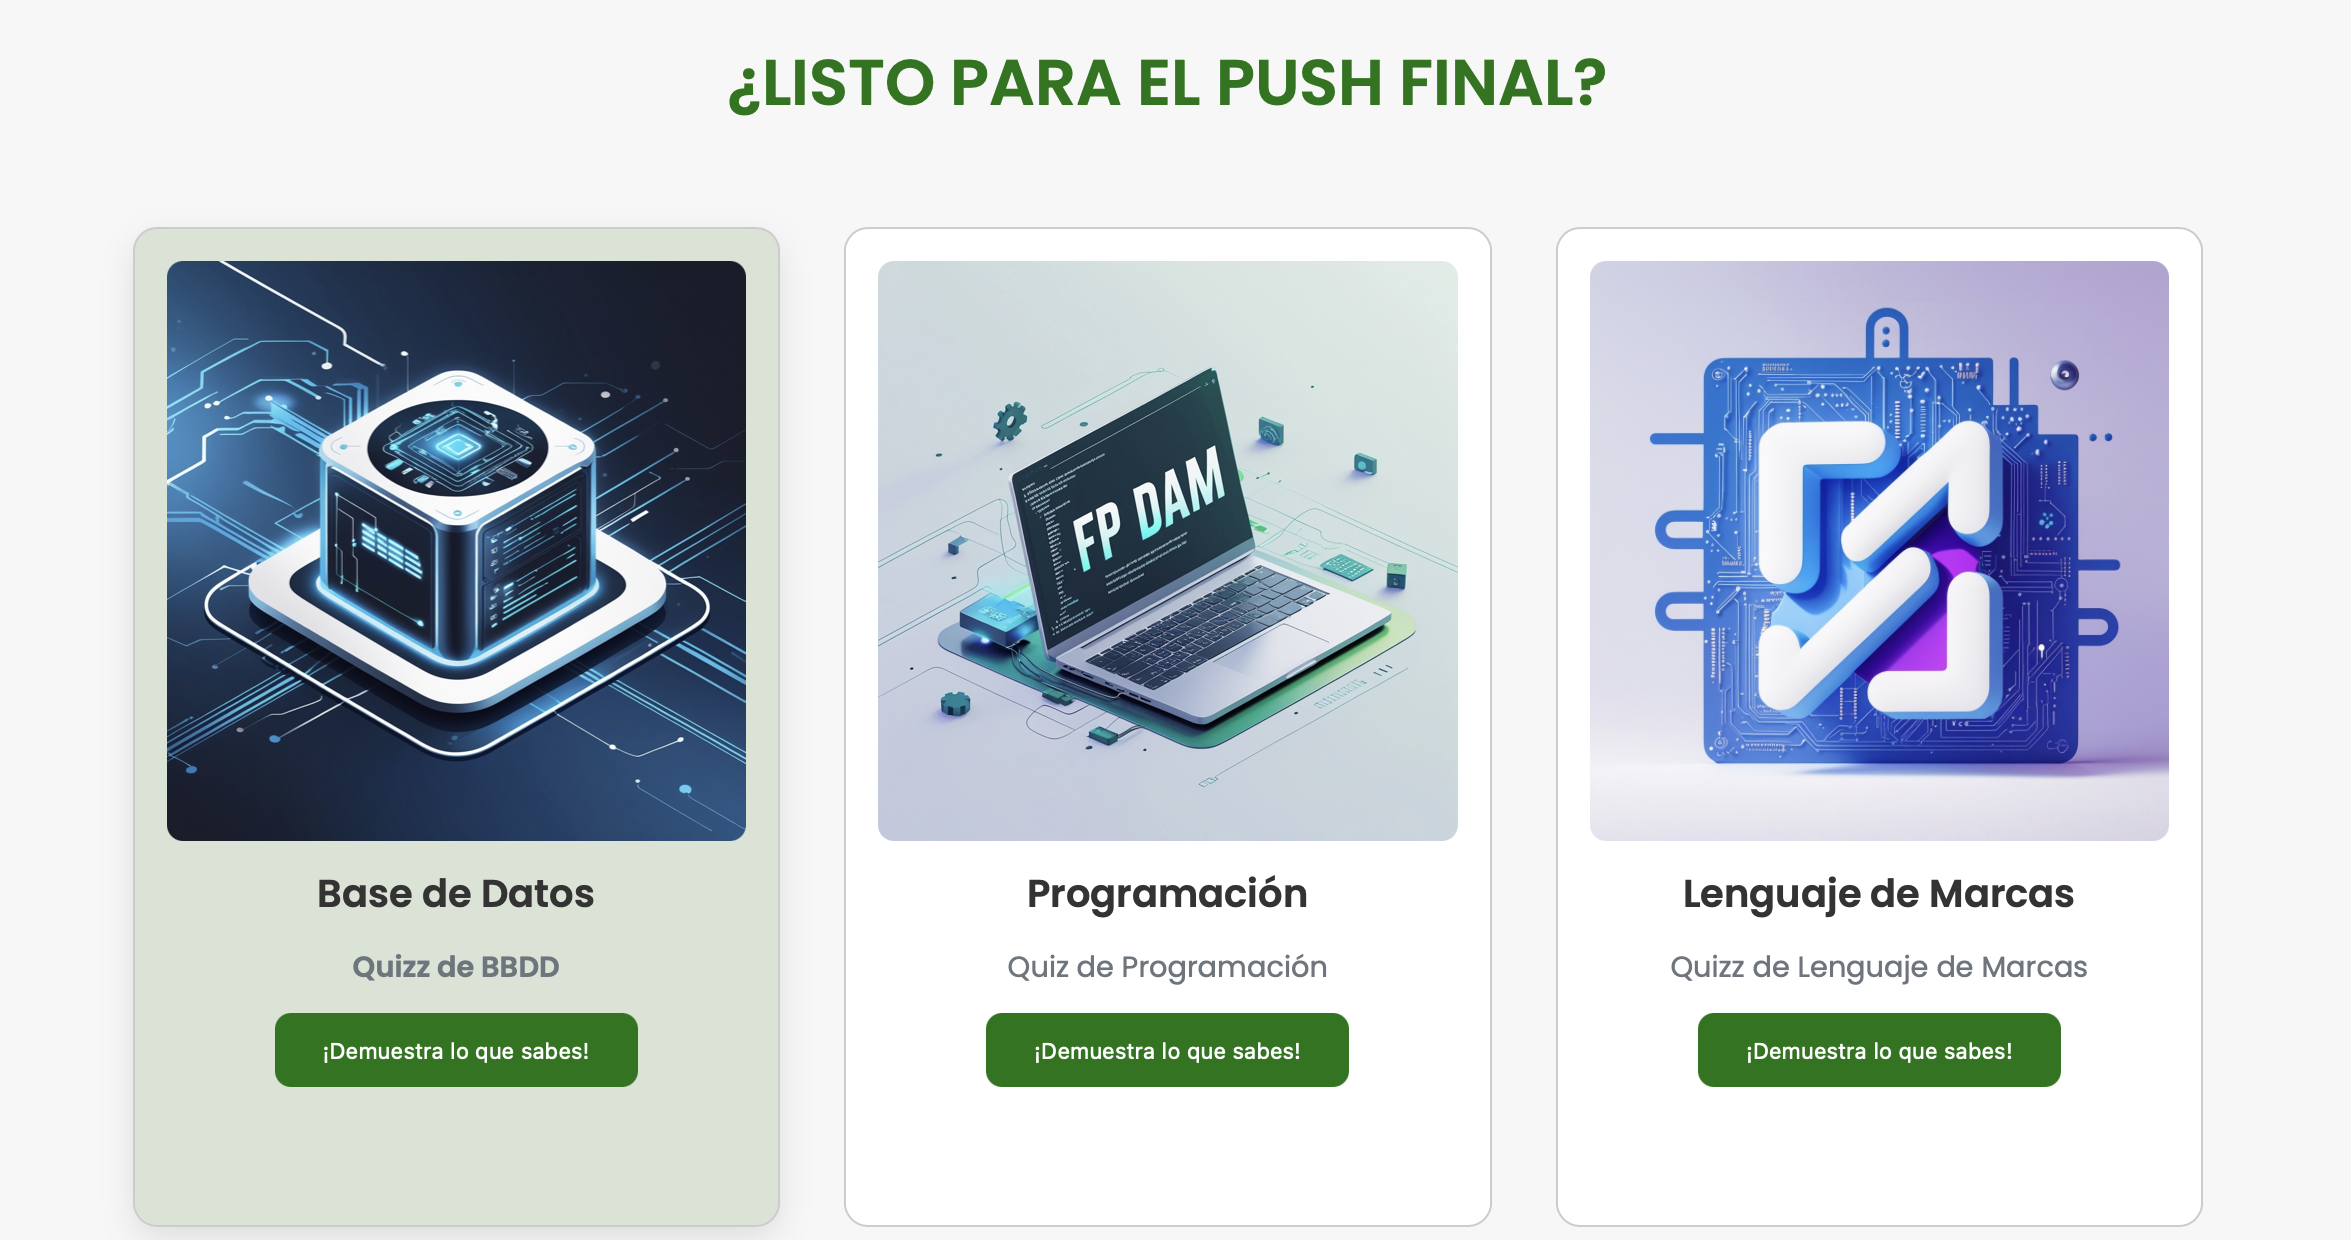 ¿LISTO PARA EL PUSH FINAL?
FP DAM
Base de Datos
Quizz de BBDD
¡Demuestra lo que sabes!
Programación
Quiz de Programación
¡Demuestra lo que sabes!
Lenguaje de Marcas
Quizz de Lenguaje de Marcas
¡Demuestra lo que sabes!